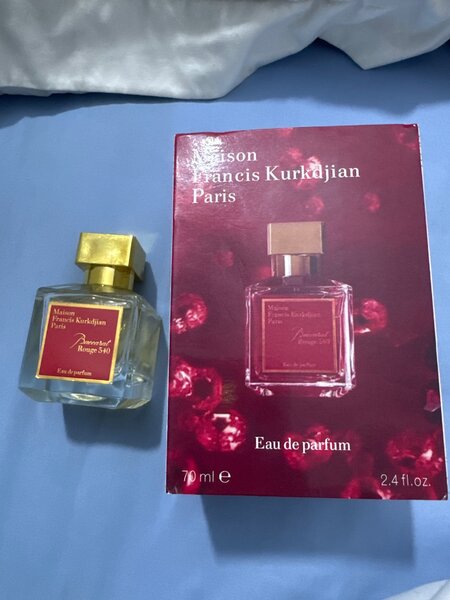 Maison
Francis Kurkdjian
Paris
Maison
Francis Kurkdjian
Paris
Baccarat
Rouge 540
Eau de parfum
Eau de parfum
70 ml e
2.4 fl.oz.
Maison
Francis Kurkdjian
Paris
Baccarat
Rouge 540
Eau de parfum